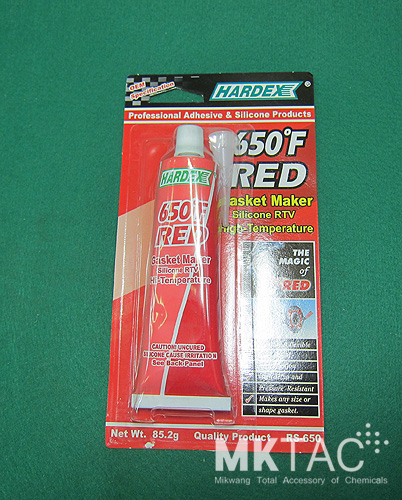 OEM
Specification
HARDEX®
Professional Adhesive & Silicone Products
650°F
RED
Gasket Maker
Silicone RTV
High-Temperature
HARDEX
650°F
RED
Gasket Maker
Silicone RTV
Hi-Temperature
THE
MAGIC
of
RED
and
Pressure-Resistant
Makes any size or
shape gasket.
CAUTION: UNCURED
SILICONE CAUSE IRRITATION
See Back Panel
Net Wt. 85.2g Quality Product RS-650
MKTAC
Mikwang Total Accessory of Chemicals